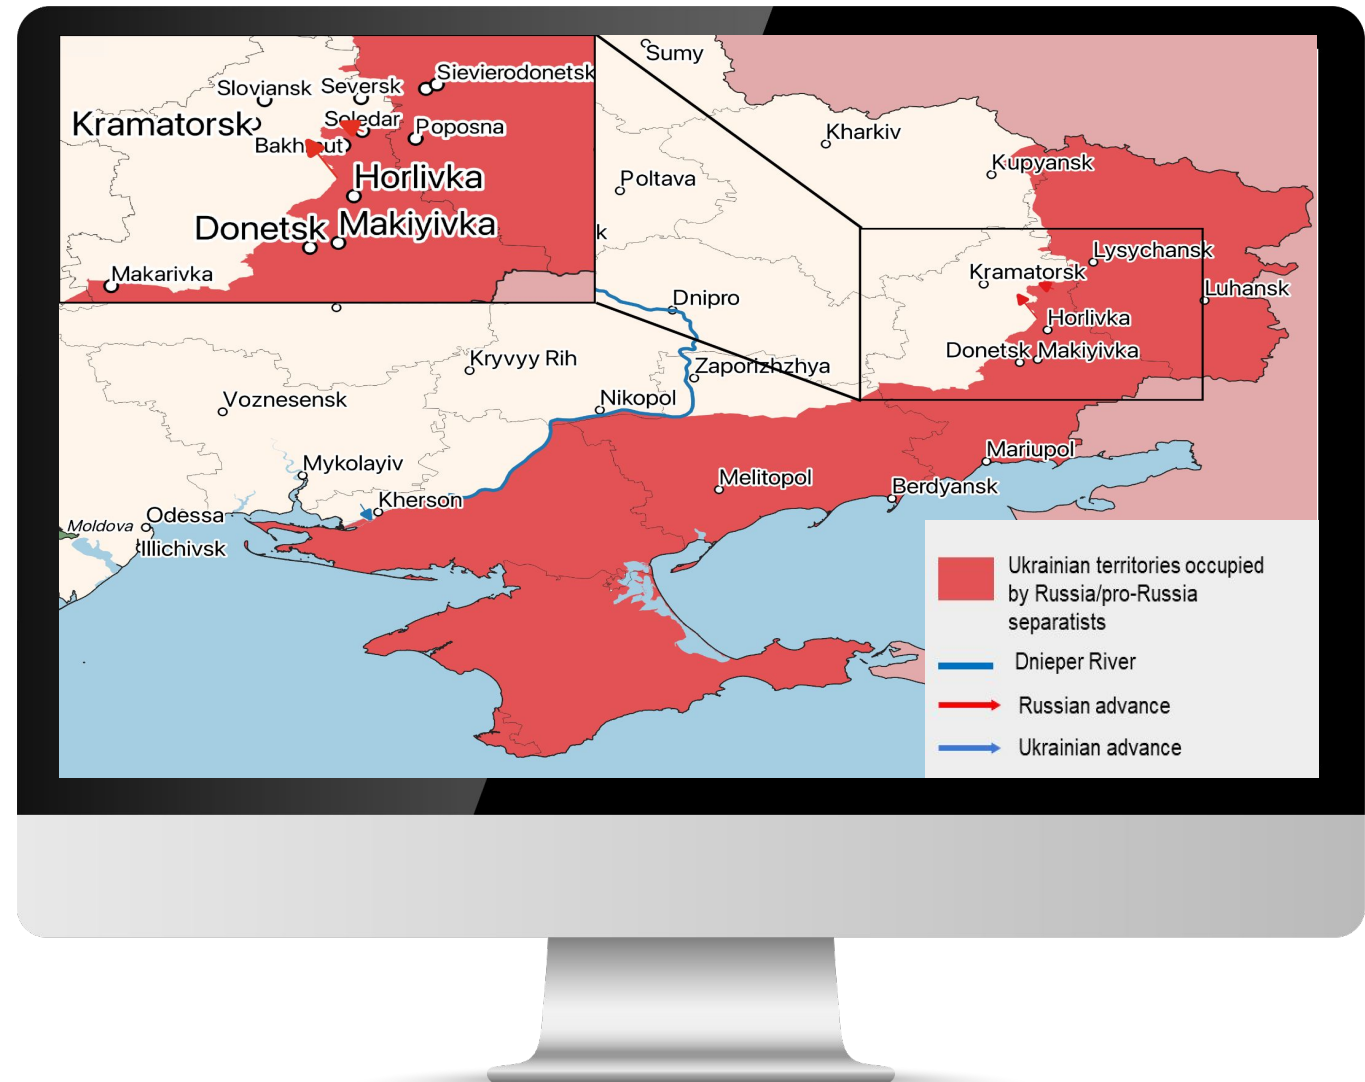 Sloviansk
Seversk
Sievierodonetsk
Kramatorsk
Soledar
Poposna
Bakhmut
Horlivka
Donetsk
Makiyivka
Makarivka
Sumy
Kharkiv
Kupyansk
Poltava
k
Lysychansk
Kramatorsk
Luhansk
Dnipro
Horlivka
Donetsk
Makiyivka
Kryvyy Rih
Zaporizhzhya
Nikopol
Voznesensk
Mykolayiv
Mariupol
Melitopol
Berdyansk
Kherson
Odessa
Moldova
Illichivsk
Ukrainian territories occupied
by Russia/pro-Russia
separatists
Dnieper River
Russian advance
Ukrainian advance